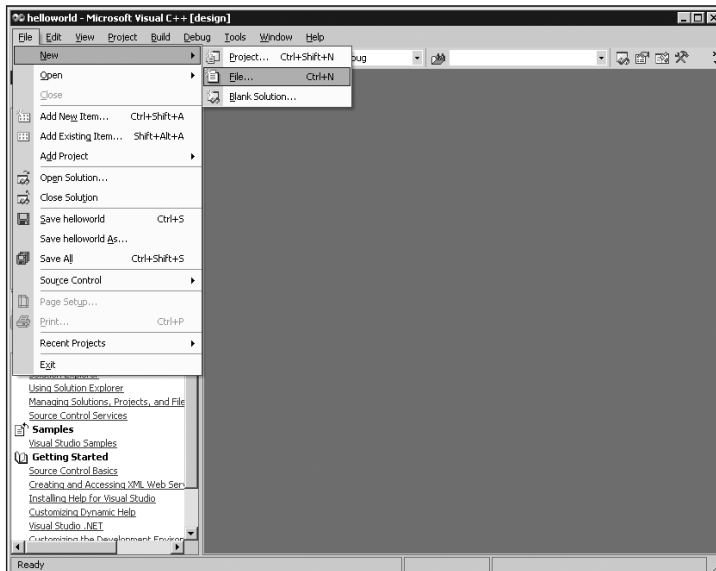 helloworld - Microsoft Visual C++ [design]
File Edit View Project Build Debug Tools Window Help
New
Project... Ctrl+Shift+N
Open
File... Ctrl+N
Close
Blank Solution...
Add New Item... Ctrl+Shift+A
Add Existing Item... Shift+Alt+A
Add Project
Open Solution...
Close Solution
Save helloworld Ctrl+S
Save helloworld As...
Save All Ctrl+Shift+S
Source Control
Page Setup...
Print... Ctrl+P
Recent Projects
Exit
Using Solution Explorer
Managing Solutions, Projects, and File
Source Control Services
Samples
Visual Studio Samples
Getting Started
Source Control Basics
Creating and Accessing XML Web Serv
Installing Help for Visual Studio
Customizing Dynamic Help
Visual Studio .NET
Customizing the Development Environ
Ready